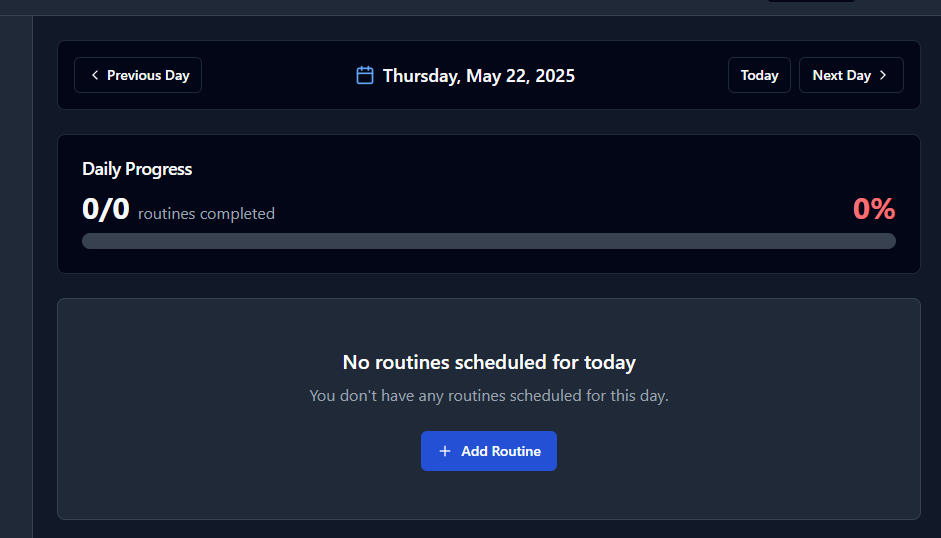 Previous Day
Thursday, May 22, 2025
Today
Next Day
Daily Progress
0/0 routines completed
0%
No routines scheduled for today
You don't have any routines scheduled for this day.
Add Routine